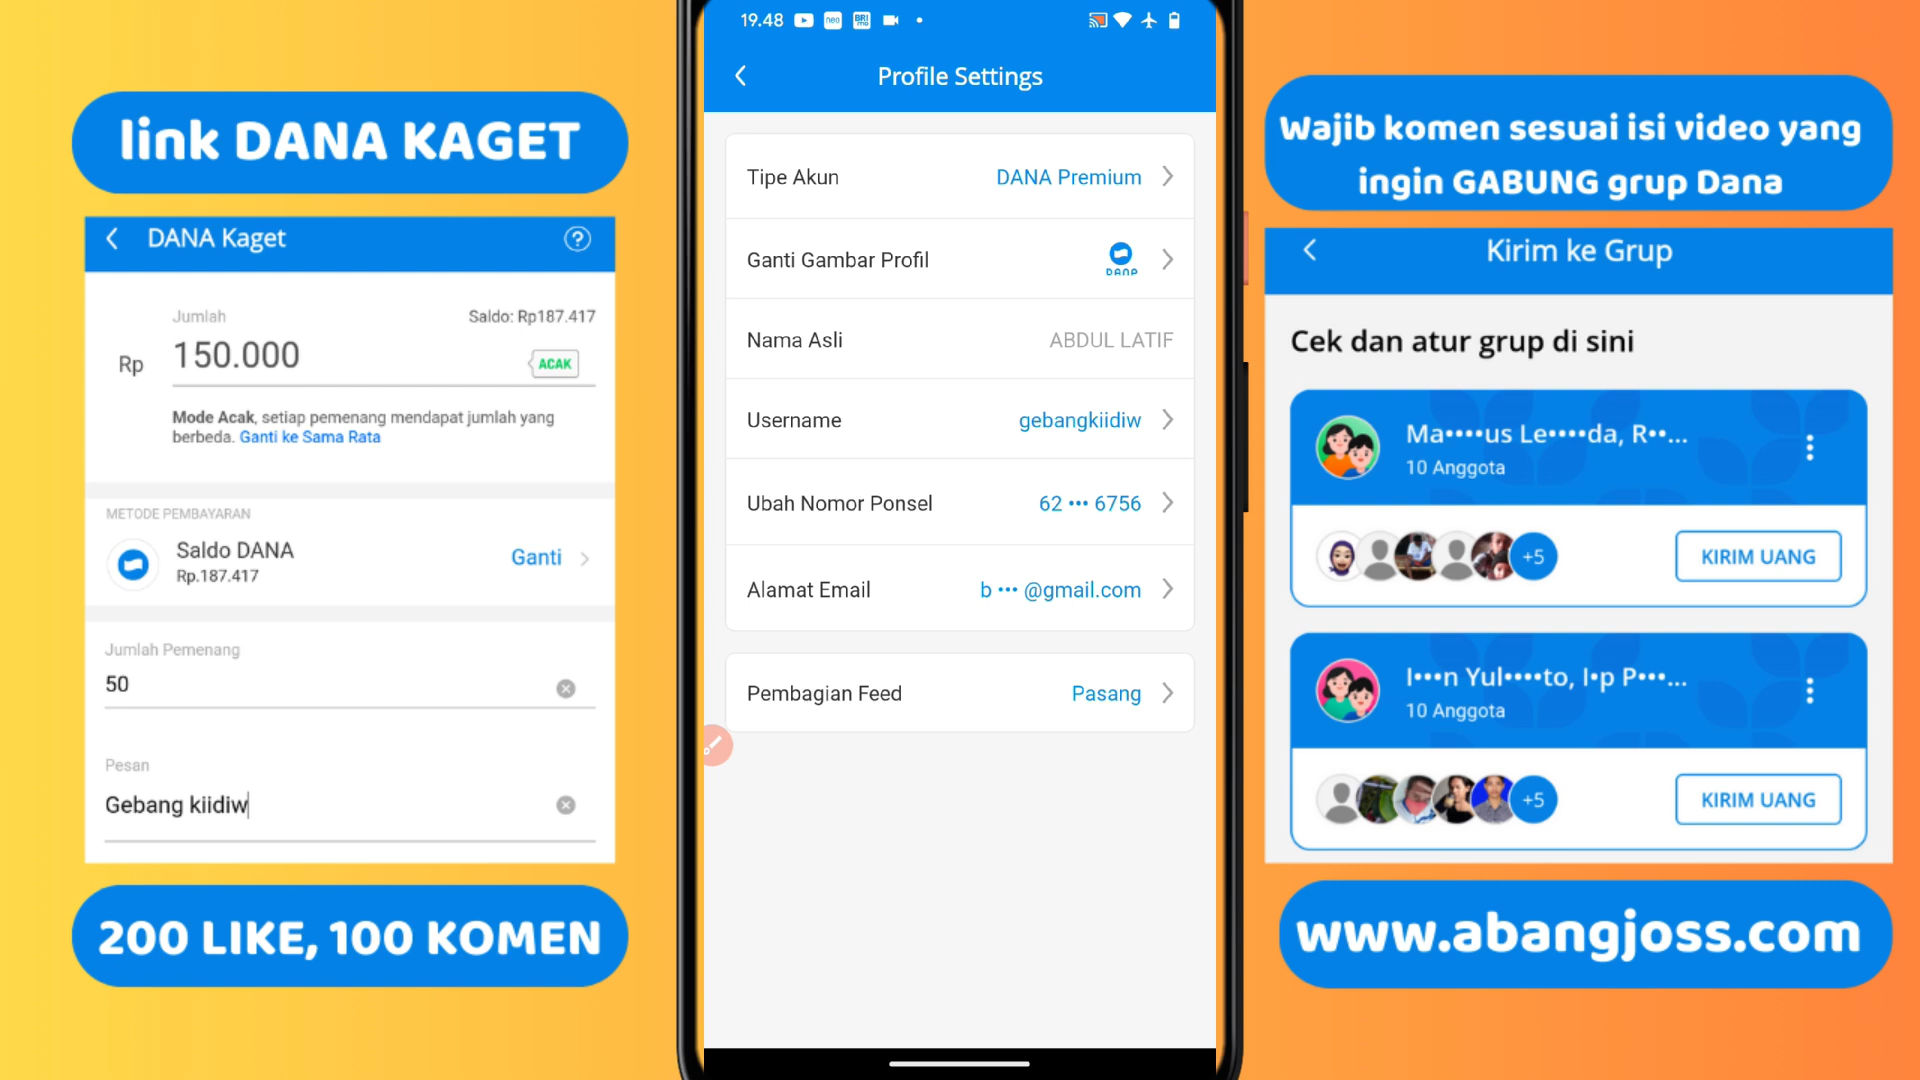 link DANA KAGET
DANA Kaget
?
Jumlah
Saldo: Rp187.417
Rp
150.000
ACAK
Mode Acak, setiap pemenang mendapat jumlah yang
berbeda. Ganti ke Sama Rata
METODE PEMBAYARAN
Saldo DANA
Rp.187.417
Ganti
Jumlah Pemenang
50
Pesan
Gebang kiidiw
200 LIKE, 100 KOMEN
19.48
neo
BRI
mo
Profile Settings
Tipe Akun
DANA Premium
Ganti Gambar Profil
DANA
Nama Asli
ABDUL LATIF
Username
gebangkiidiw
Ubah Nomor Ponsel
62 ••• 6756
Alamat Email
b ••• @gmail.com
Pembagian Feed
Pasang
Wajib komen sesuai isi video yang
ingin GABUNG grup Dana
Kirim ke Grup
Cek dan atur grup di sini
Ma••••us Le••••da, R••...
10 Anggota
+5
KIRIM UANG
I•••n Yul••••to, I•p P•••...
10 Anggota
+5
KIRIM UANG
www.abangjoss.com